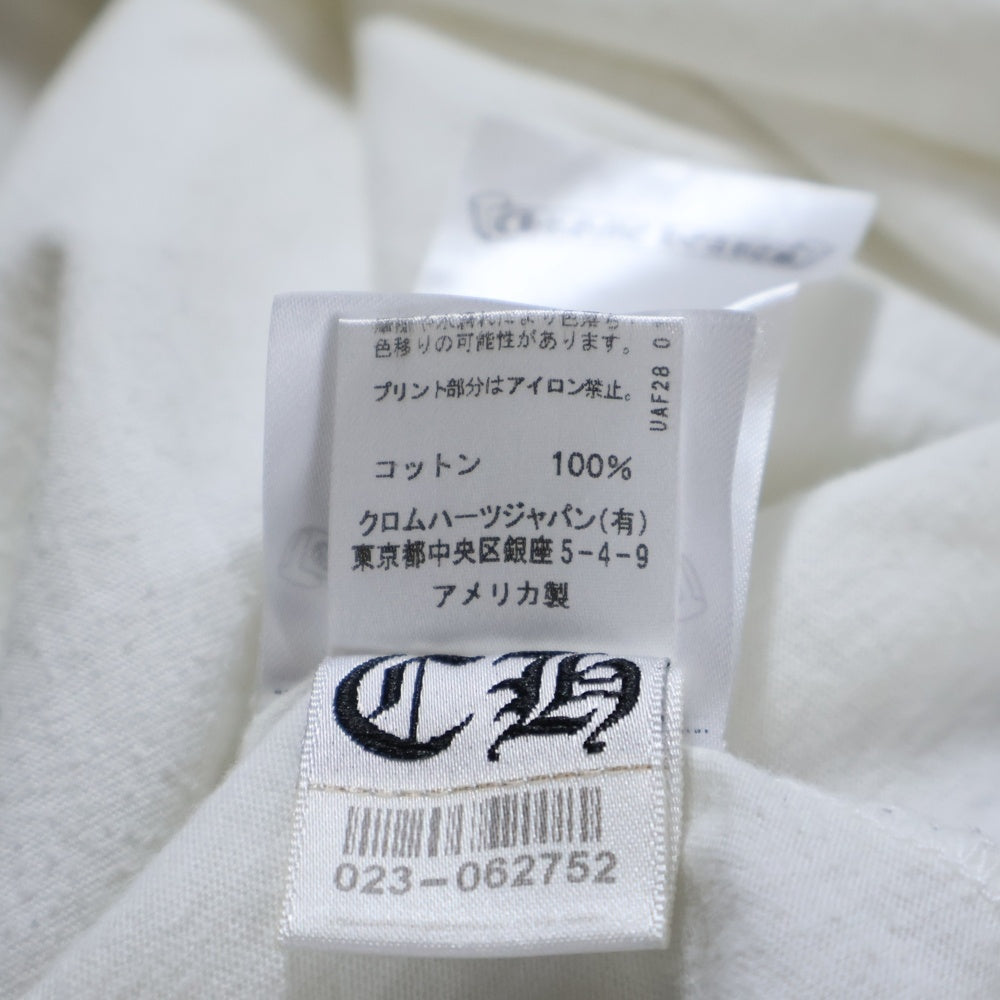 色移りの可能性があります。
プリント部分はアイロン禁止。
UAF28 0
コットン 100%
クロムハーツジャパン(有)
東京都中央区銀座5-4-9
アメリカ製
CH
023-062752